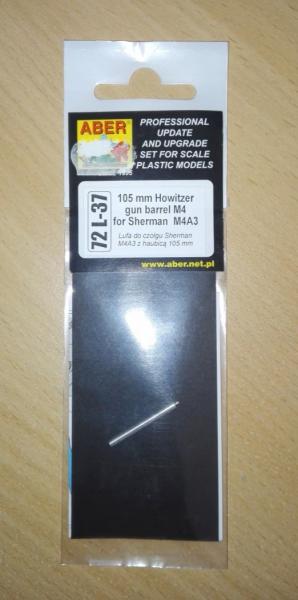 ABER
PROFESSIONAL
UPDATE
AND UPGRADE
SET FOR SCALE
PLASTIC MODELS
72 L-37
105 mm Howitzer
gun barrel M4
for Sherman M4A3
Lufa do czołgu Sherman
M4A3 z haubicą 105 mm
www.aber.net.pl